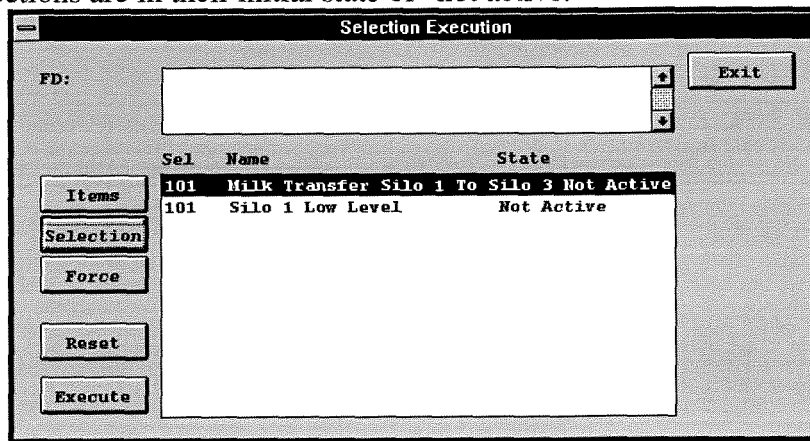 ctions are in their initial state of "not active."
Selection Execution
FD:
Exit
Sel Name State
Items
101 Milk Transfer Silo 1 To Silo 3 Not Active
101 Silo 1 Low Level Not Active
Selection
Force
Reset
Execute